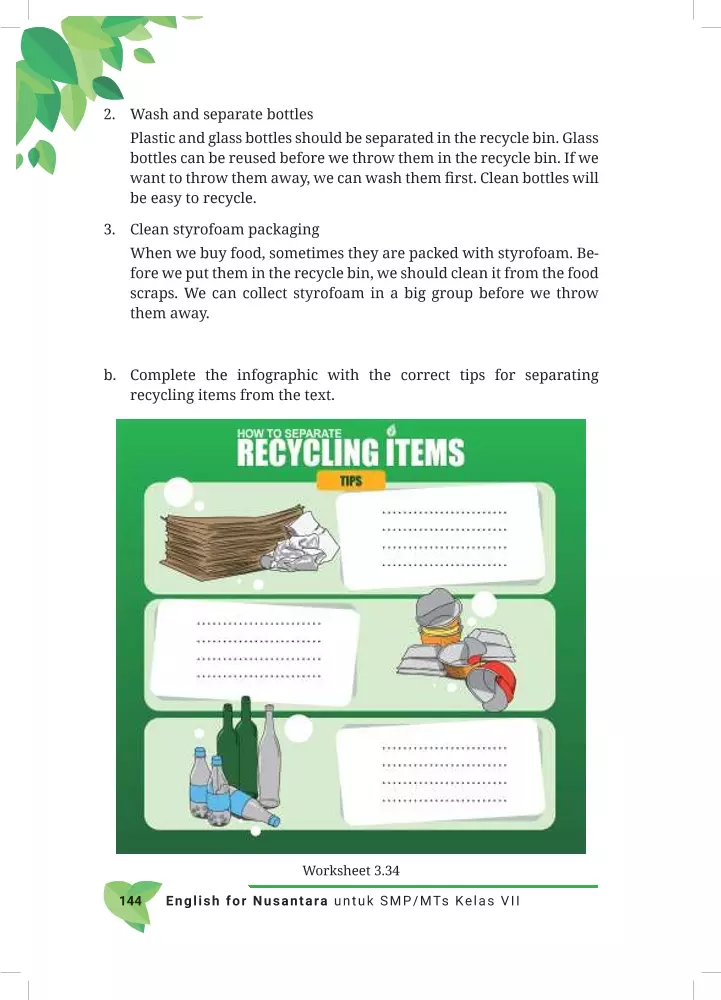 2. Wash and separate bottles
Plastic and glass bottles should be separated in the recycle bin. Glass
bottles can be reused before we throw them in the recycle bin. If we
want to throw them away, we can wash them first. Clean bottles will
be easy to recycle.
3. Clean styrofoam packaging
When we buy food, sometimes they are packed with styrofoam. Be-
fore we put them in the recycle bin, we should clean it from the food
scraps. We can collect styrofoam in a big group before we throw
them away.
b. Complete the infographic with the correct tips for separating
recycling items from the text.
HOW TO SEPARATE
RECYCLING ITEMS
TIPS
........................
........................
........................
........................
........................
........................
........................
........................
........................
........................
........................
........................
Worksheet 3.34
144 English for Nusantara untuk SMP/MTs Kelas VII